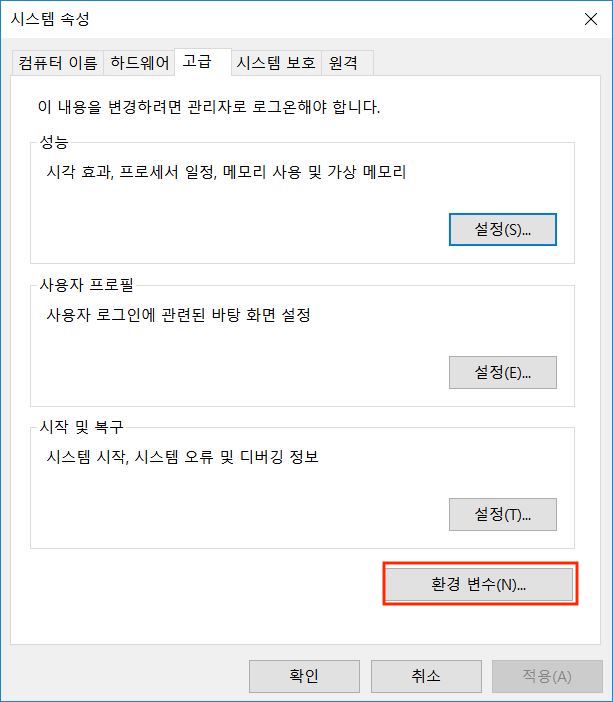 시스템 속성
컴퓨터 이름 하드웨어 고급 시스템 보호 원격
이 내용을 변경하려면 관리자로 로그온해야 합니다.
성능
시각 효과, 프로세서 일정, 메모리 사용 및 가상 메모리
설정(S)...
사용자 프로필
사용자 로그인에 관련된 바탕 화면 설정
설정(E)...
시작 및 복구
시스템 시작, 시스템 오류 및 디버깅 정보
설정(T)...
환경 변수(N)...
확인 취소 적용(A)